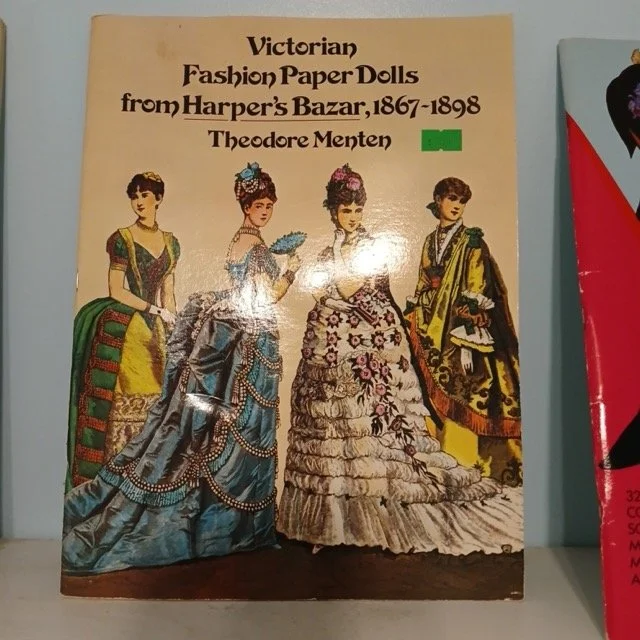 Victorian
Fashion Paper Dolls
from Harper's Bazar, 1867-1898
Theodore Menten